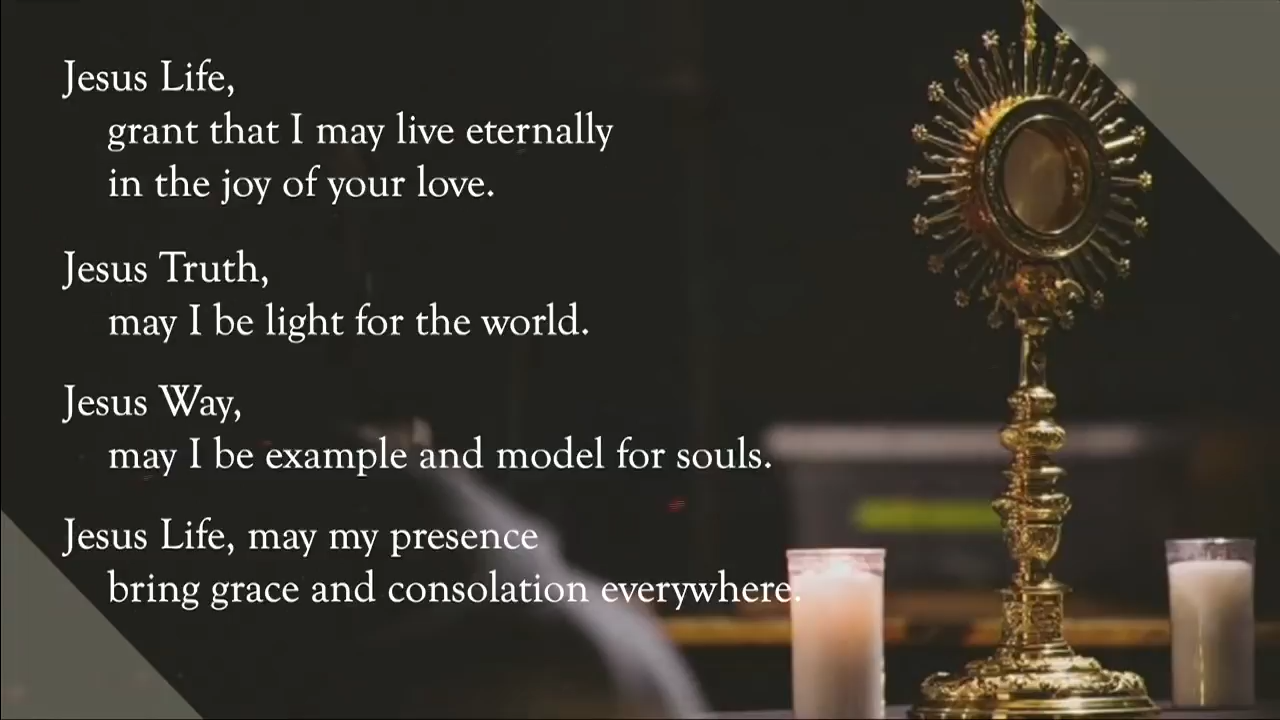 Jesus Life,
grant that I may live eternally
in the joy of your love.
Jesus Truth,
may I be light for the world.
Jesus Way,
may I be example and model for souls.
Jesus Life, may my presence
bring grace and consolation everywhere.